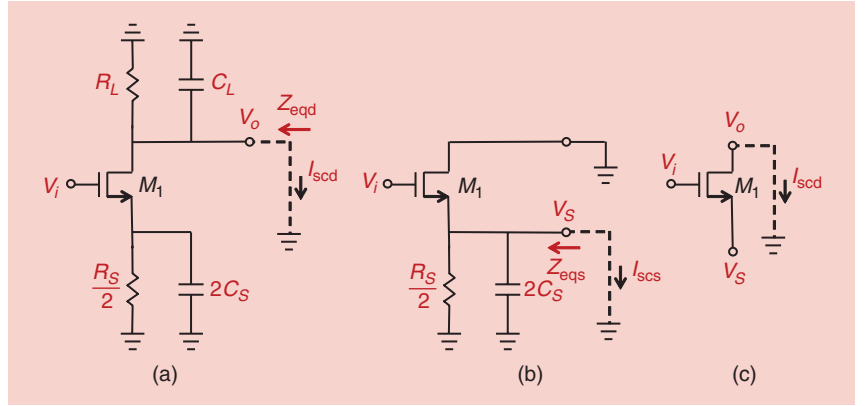 R_L
C_L
Z_eqd
V_o
I_scd
V_i
M_1
R_S
2
2C_S
(a)
V_i
M_1
V_S
Z_eqs
R_S
2
2C_S
I_scs
(b)
V_o
V_i
M_1
I_scd
V_S
(c)